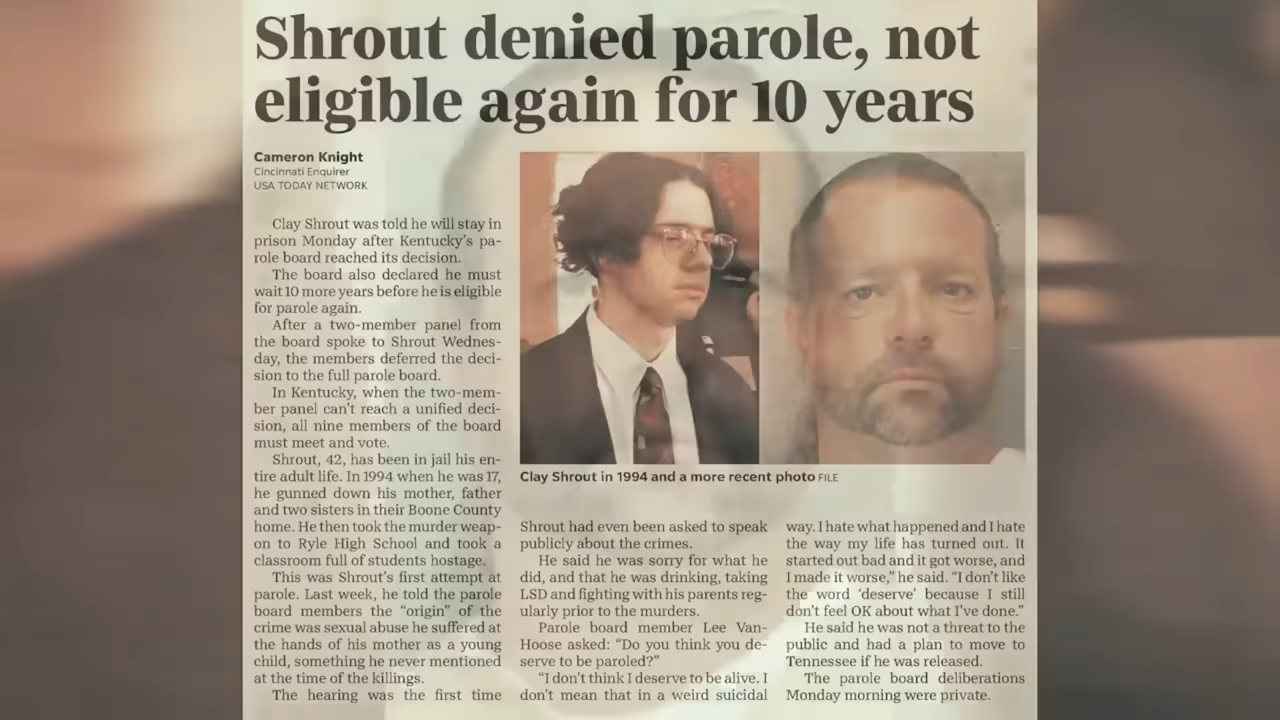 Shrout denied parole, not
eligible again for 10 years
Cameron Knight
Cincinnati Enquirer
USA TODAY NETWORK
Clay Shrout was told he will stay in
prison Monday after Kentucky's pa-
role board reached its decision.
The board also declared he must
wait 10 more years before he is eligible
for parole again.
After a two-member panel from
the board spoke to Shrout Wednes-
day, the members deferred the deci-
sion to the full parole board.
In Kentucky, when the two-mem-
ber panel can't reach a unified deci-
sion, all nine members of the board
must meet and vote.
Shrout, 42, has been in jail his en-
tire adult life. In 1994 when he was 17,
he gunned down his mother, father
and two sisters in their Boone County
home. He then took the murder weap-
on to Ryle High School and took a
classroom full of students hostage.
This was Shrout's first attempt at
parole. Last week, he told the parole
board members the "origin" of the
crime was sexual abuse he suffered at
the hands of his mother as a young
child, something he never mentioned
at the time of the killings.
The hearing was the first time
Clay Shrout in 1994 and a more recent photo FILE
Shrout had even been asked to speak
publicly about the crimes.
He said he was sorry for what he
did, and that he was drinking, taking
LSD and fighting with his parents reg-
ularly prior to the murders.
Parole board member Lee Van-
Hoose asked: "Do you think you de-
serve to be paroled?"
"I don't think I deserve to be alive. I
don't mean that in a weird suicidal
way. I hate what happened and I hate
the way my life has turned out. It
started out bad and it got worse, and
I made it worse," he said. "I don't like
the word 'deserve' because I still
don't feel OK about what I've done."
He said he was not a threat to the
public and had a plan to move to
Tennessee if he was released.
The parole board deliberations
Monday morning were private.